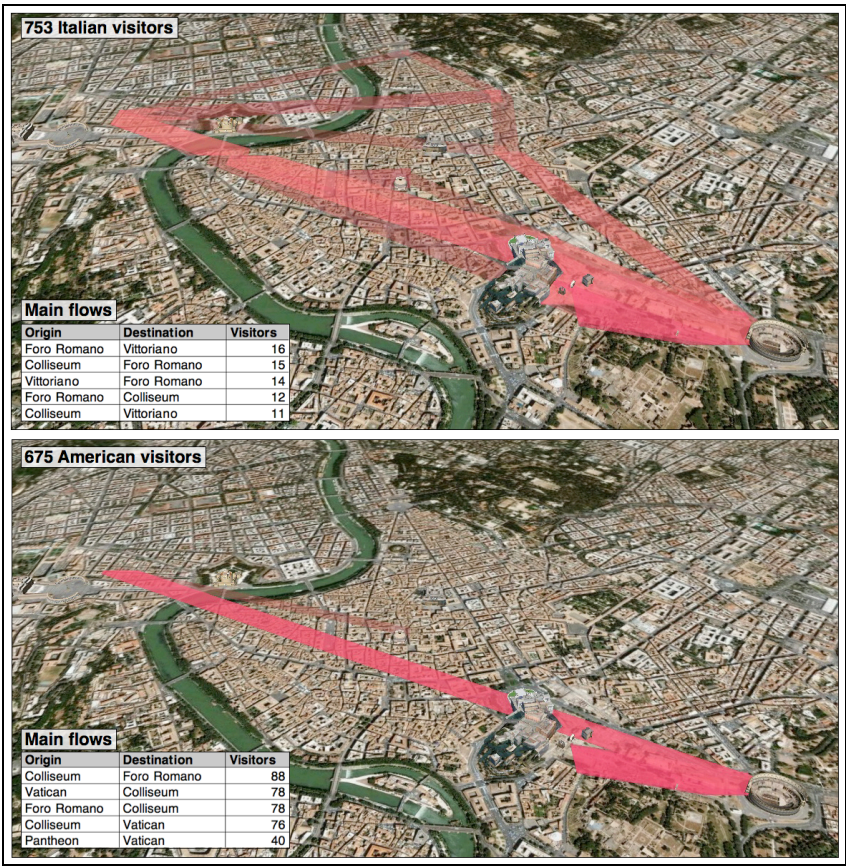 753 Italian visitors
Main flows
Origin Destination Visitors
Foro Romano Vittoriano 16
Colliseum Foro Romano 15
Vittoriano Foro Romano 14
Foro Romano Colliseum 12
Colliseum Vittoriano 11
675 American visitors
Main flows
Origin Destination Visitors
Colliseum Foro Romano 88
Vatican Colliseum 78
Foro Romano Colliseum 78
Colliseum Vatican 76
Pantheon Vatican 40